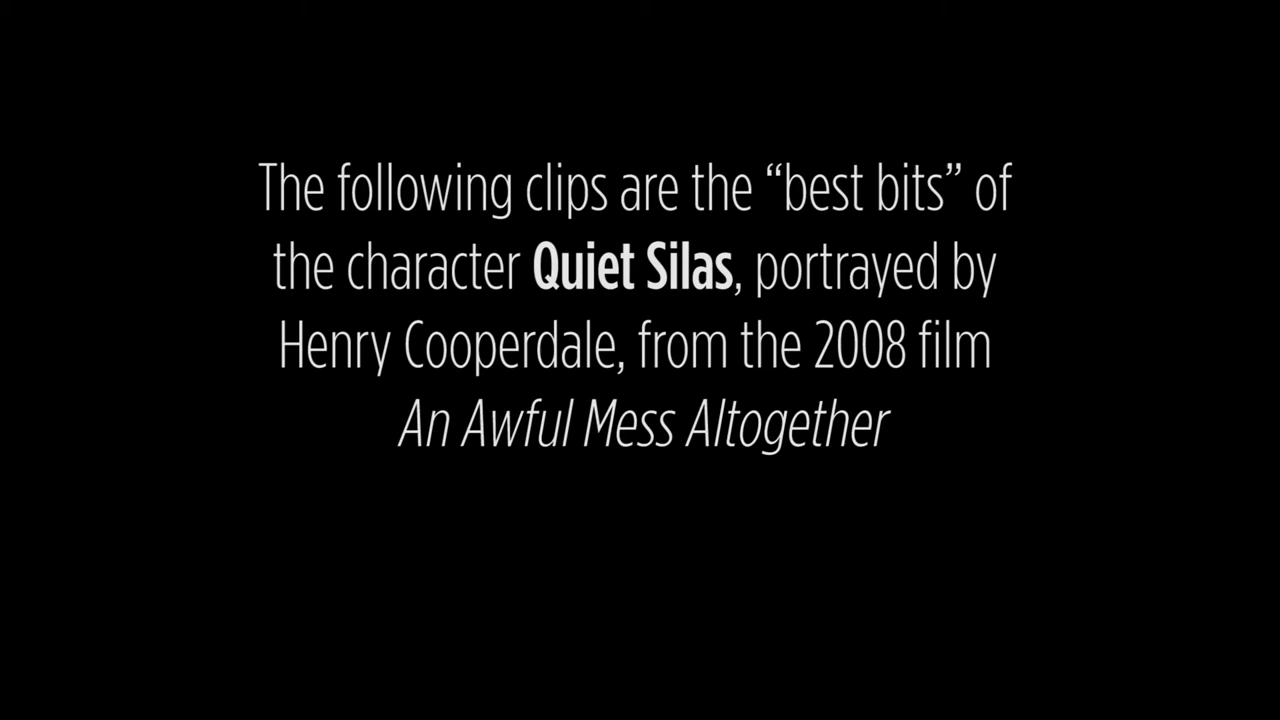 The following clips are the “best bits” of
the character Quiet Silas, portrayed by
Henry Cooperdale, from the 2008 film
An Awful Mess Altogether